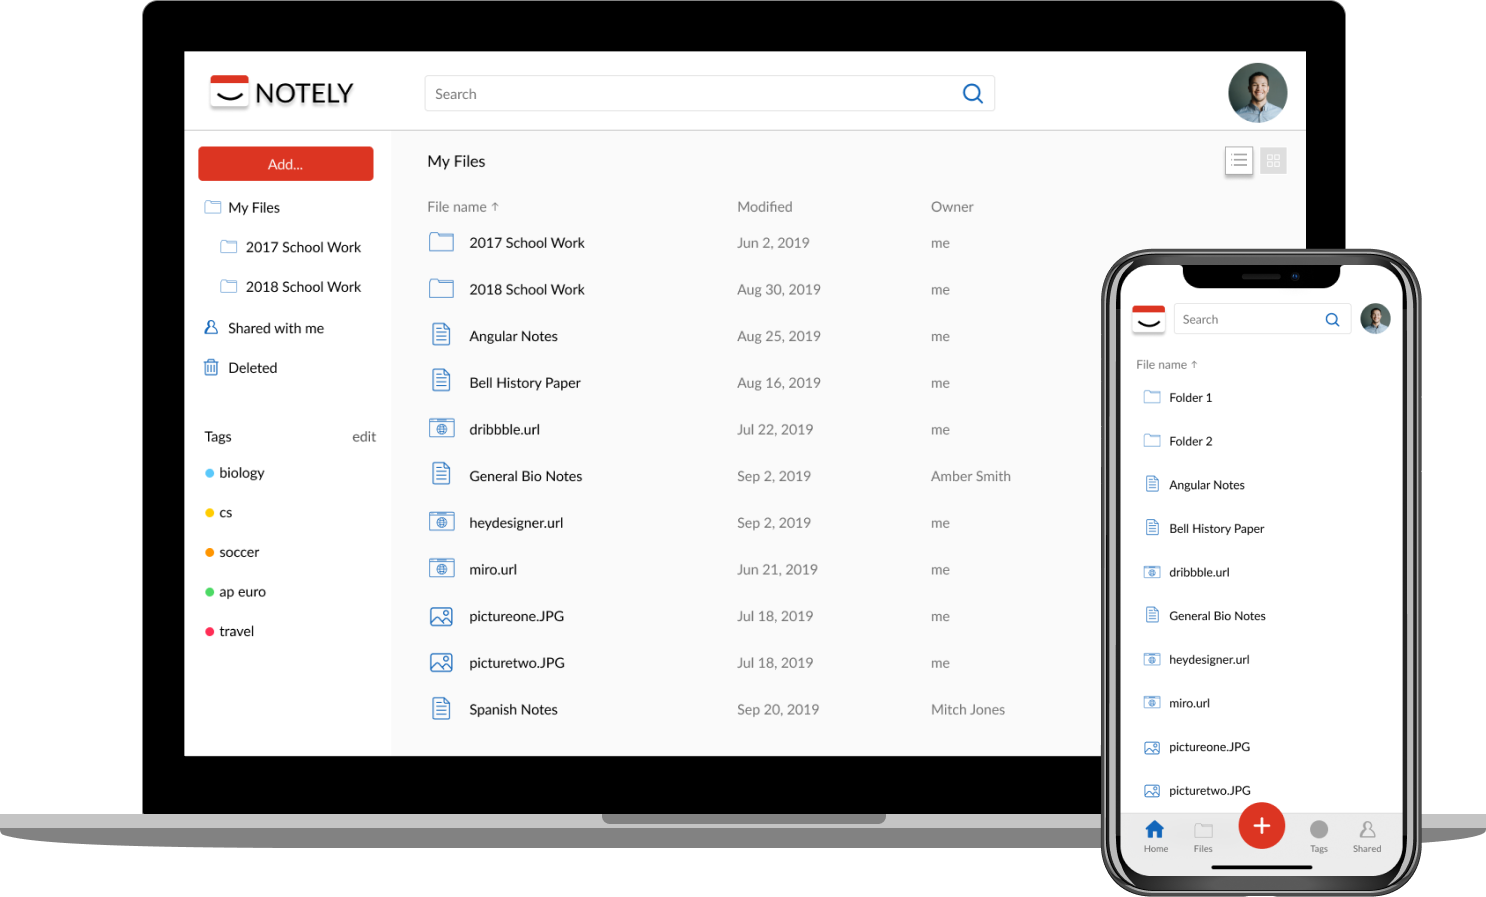 NOTELY
Search
Add...
My Files
2017 School Work
2018 School Work
Shared with me
Deleted
Tags edit
biology
cs
soccer
ap euro
travel
My Files
File name ↑ Modified Owner
2017 School Work Jun 2, 2019 me
2018 School Work Aug 30, 2019 me
Angular Notes Aug 25, 2019 me
Bell History Paper Aug 16, 2019 me
dribbble.url Jul 22, 2019 me
General Bio Notes Sep 2, 2019 Amber Smith
heydesigner.url Sep 2, 2019 me
miro.url Jun 21, 2019 me
pictureone.JPG Jul 18, 2019 me
picturetwo.JPG Jul 18, 2019 me
Spanish Notes Sep 20, 2019 Mitch Jones
Search
File name ↑
Folder 1
Folder 2
Angular Notes
Bell History Paper
dribbble.url
General Bio Notes
heydesigner.url
miro.url
pictureone.JPG
picturetwo.JPG
Home Files + Tags Shared